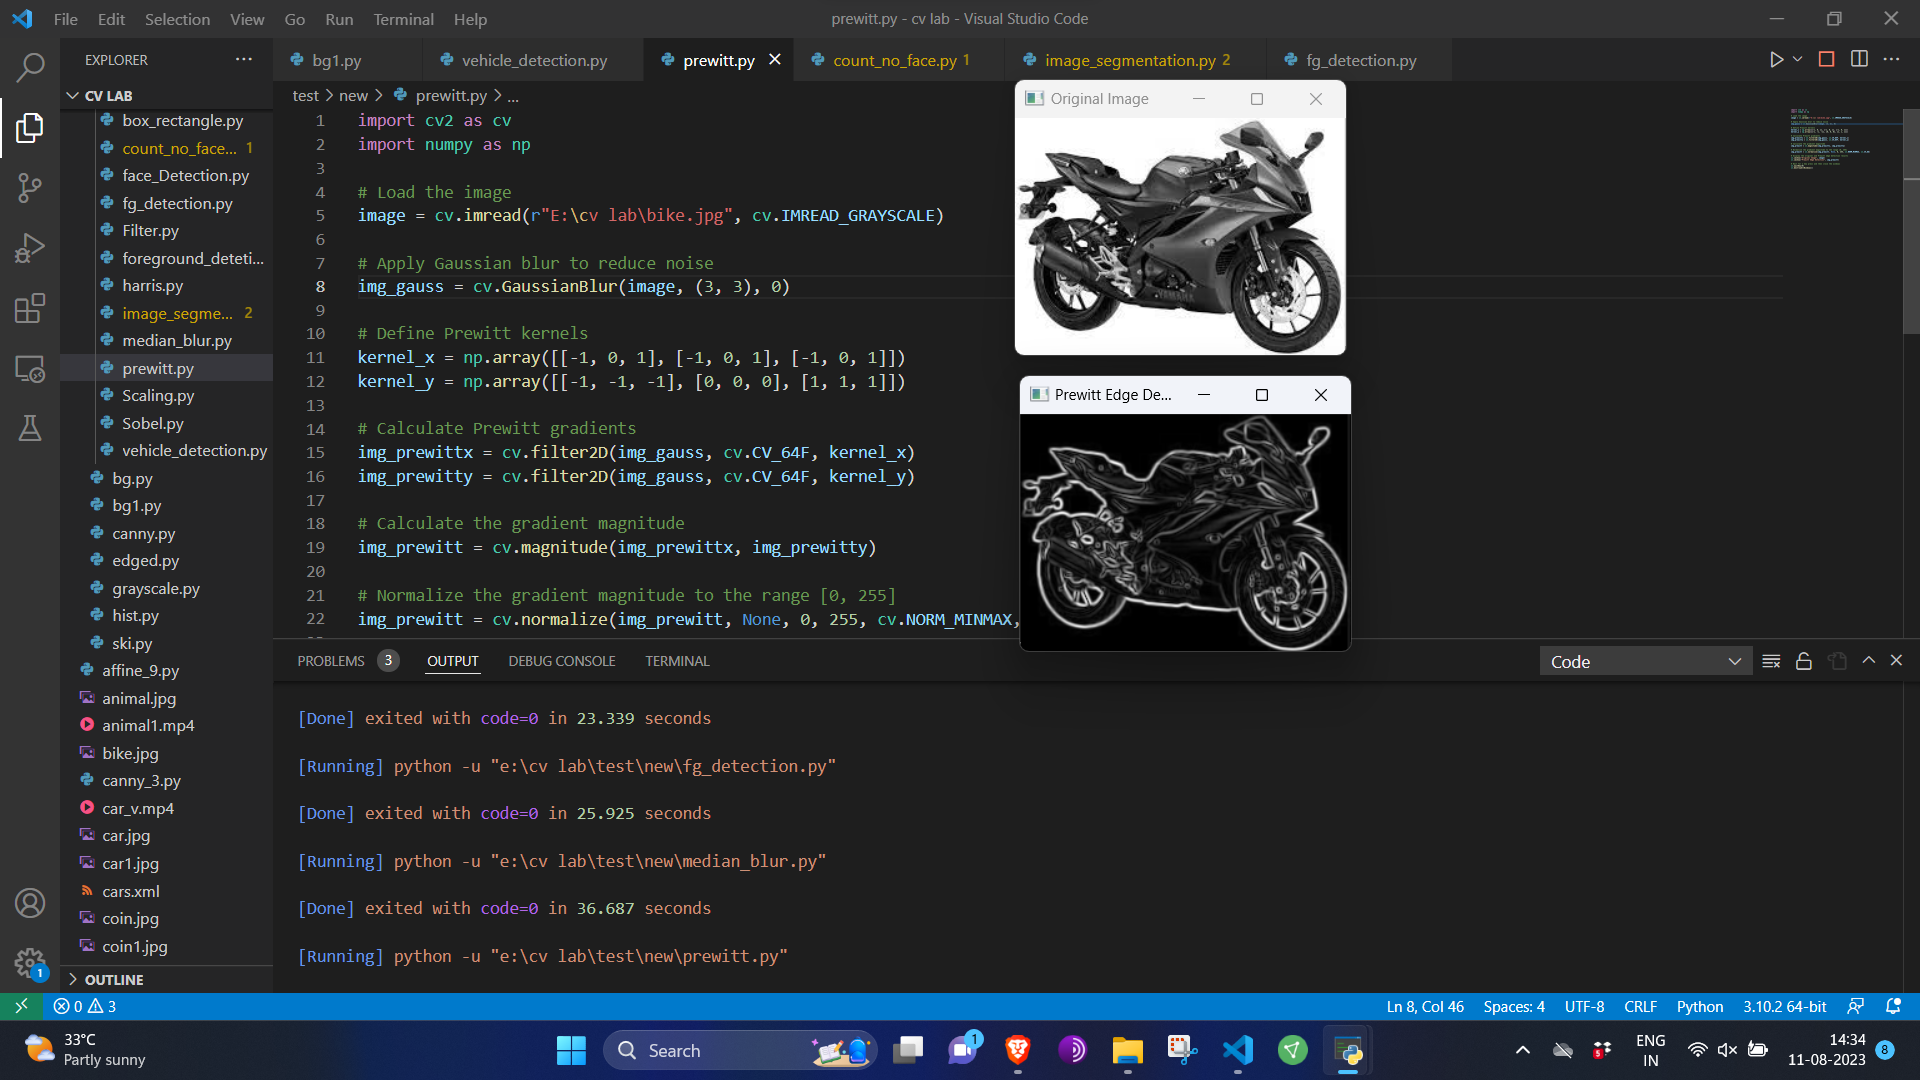 File Edit Selection View Go Run Terminal Help
prewitt.py - cv lab - Visual Studio Code
EXPLORER
bg1.py
vehicle_detection.py
prewitt.py
count_no_face.py 1
image_segmentation.py 2
fg_detection.py
CV LAB
box_rectangle.py
count_no_face... 1
face_Detection.py
fg_detection.py
Filter.py
foreground_deteti...
harris.py
image_segme... 2
median_blur.py
prewitt.py
Scaling.py
Sobel.py
vehicle_detection.py
bg.py
bg1.py
canny.py
edged.py
grayscale.py
hist.py
ski.py
affine_9.py
animal.jpg
animal1.mp4
bike.jpg
canny_3.py
car_v.mp4
car.jpg
car1.jpg
cars.xml
coin.jpg
coin1.jpg
OUTLINE
test > new > prewitt.py > ...
1 import cv2 as cv
2 import numpy as np
3
4 # Load the image
5 image = cv.imread(r"E:\cv lab\bike.jpg", cv.IMREAD_GRAYSCALE)
6
7 # Apply Gaussian blur to reduce noise
8 img_gauss = cv.GaussianBlur(image, (3, 3), 0)
9
10 # Define Prewitt kernels
11 kernel_x = np.array([[-1, 0, 1], [-1, 0, 1], [-1, 0, 1]])
12 kernel_y = np.array([[-1, -1, -1], [0, 0, 0], [1, 1, 1]])
13
14 # Calculate Prewitt gradients
15 img_prewittx = cv.filter2D(img_gauss, cv.CV_64F, kernel_x)
16 img_prewitty = cv.filter2D(img_gauss, cv.CV_64F, kernel_y)
17
18 # Calculate the gradient magnitude
19 img_prewitt = cv.magnitude(img_prewittx, img_prewitty)
20
21 # Normalize the gradient magnitude to the range [0, 255]
22 img_prewitt = cv.normalize(img_prewitt, None, 0, 255, cv.NORM_MINMAX,
Original Image
Prewitt Edge De...
PROBLEMS 3 OUTPUT DEBUG CONSOLE TERMINAL
Code
[Done] exited with code=0 in 23.339 seconds
[Running] python -u "e:\cv lab\test\new\fg_detection.py"
[Done] exited with code=0 in 25.925 seconds
[Running] python -u "e:\cv lab\test\new\median_blur.py"
[Done] exited with code=0 in 36.687 seconds
[Running] python -u "e:\cv lab\test\new\prewitt.py"
1
0 3
Ln 8, Col 46 Spaces: 4 UTF-8 CRLF Python 3.10.2 64-bit
33°C
Partly sunny
Search
1
5
ENG
IN
14:34
11-08-2023
8